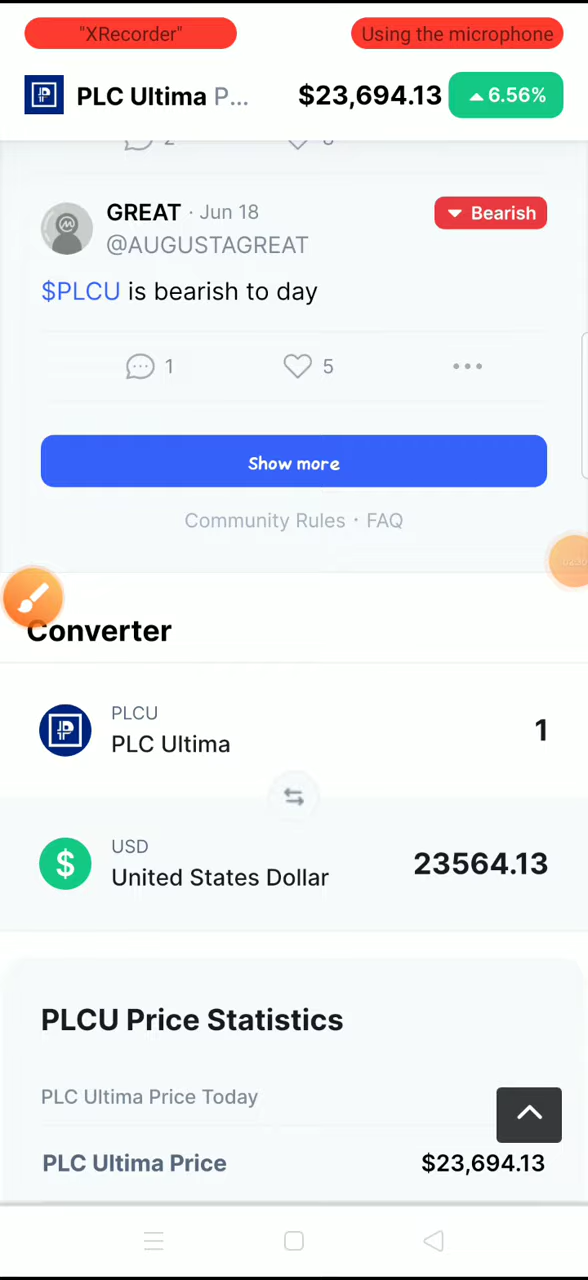 "XRecorder"
Using the microphone
PLC Ultima P...
$23,694.13
6.56%
GREAT · Jun 18
Bearish
@AUGUSTAGREAT
$PLCU is bearish to day
1
5
Show more
Community Rules · FAQ
Converter
PLCU
PLC Ultima
1
USD
United States Dollar
23564.13
PLCU Price Statistics
PLC Ultima Price Today
PLC Ultima Price
$23,694.13